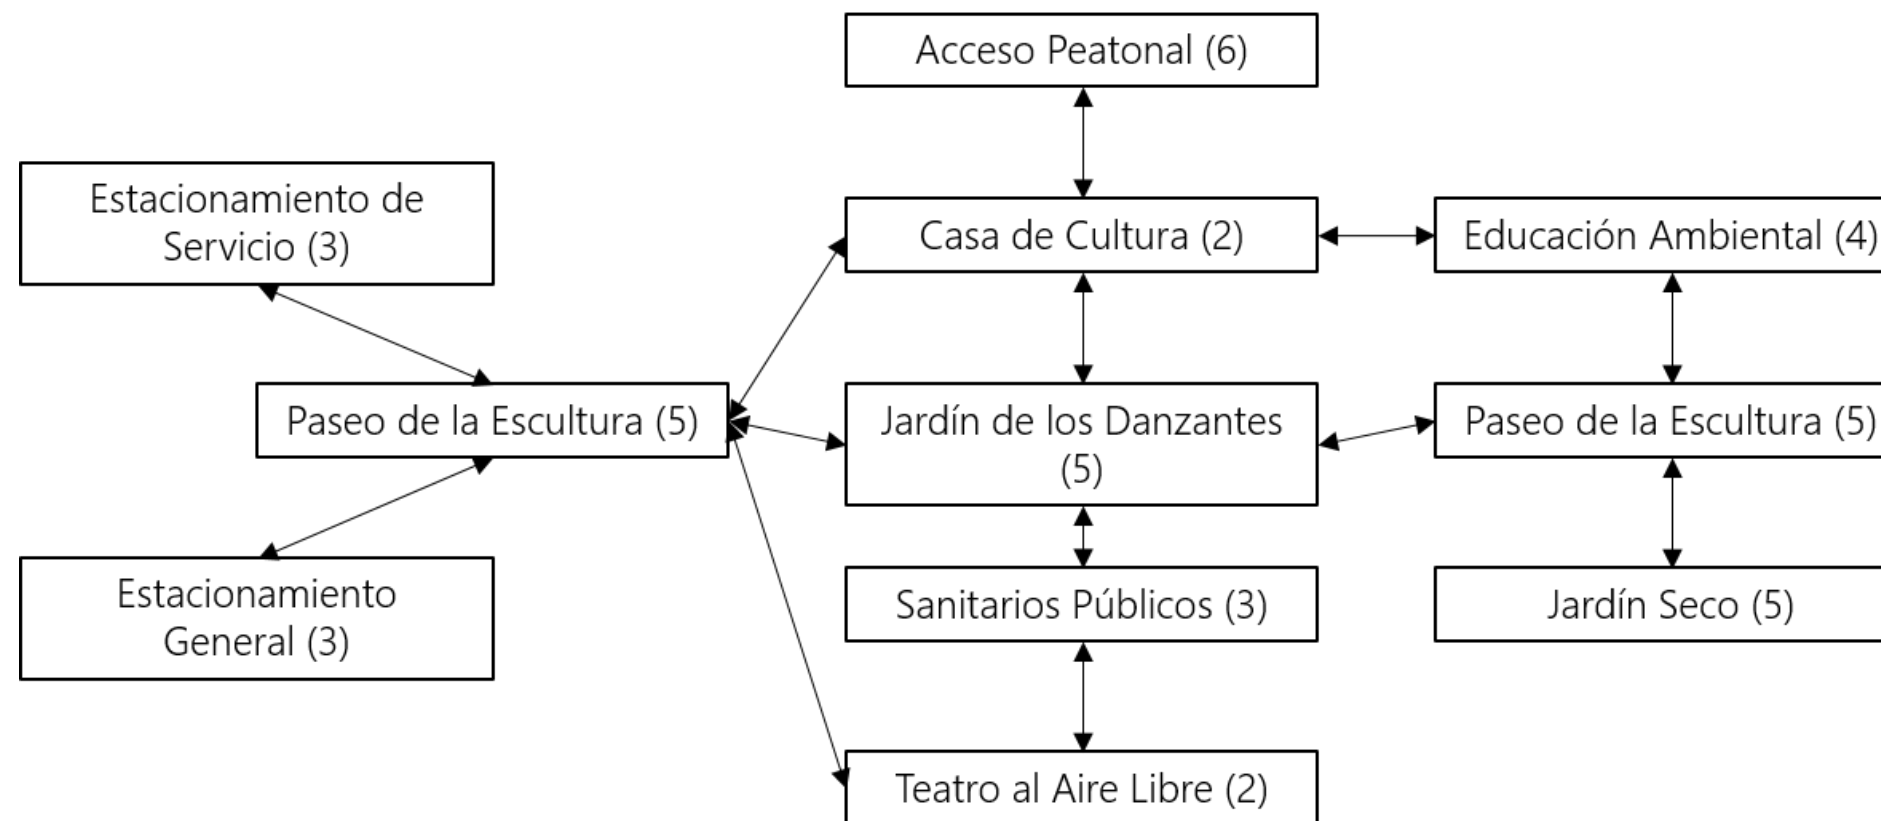 Acceso Peatonal (6)
Estacionamiento de
Servicio (3)
Casa de Cultura (2)
Educación Ambiental (4)
Paseo de la Escultura (5)
Jardín de los Danzantes
(5)
Paseo de la Escultura (5)
Estacionamiento
General (3)
Sanitarios Públicos (3)
Jardín Seco (5)
Teatro al Aire Libre (2)